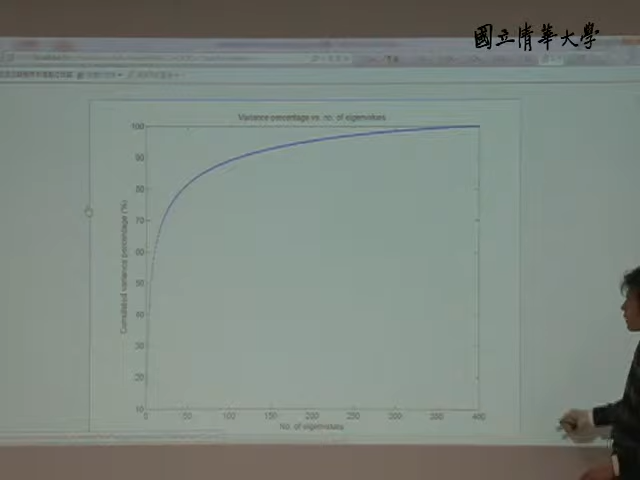 國立清華大學
Variance percentage vs. no. of eigenvalues
100
90
80
70
60
50
40
30
20
10
Cumulated variance percentage (%)
0 50 100 150 200 250 300 350 400
No. of eigenvalues